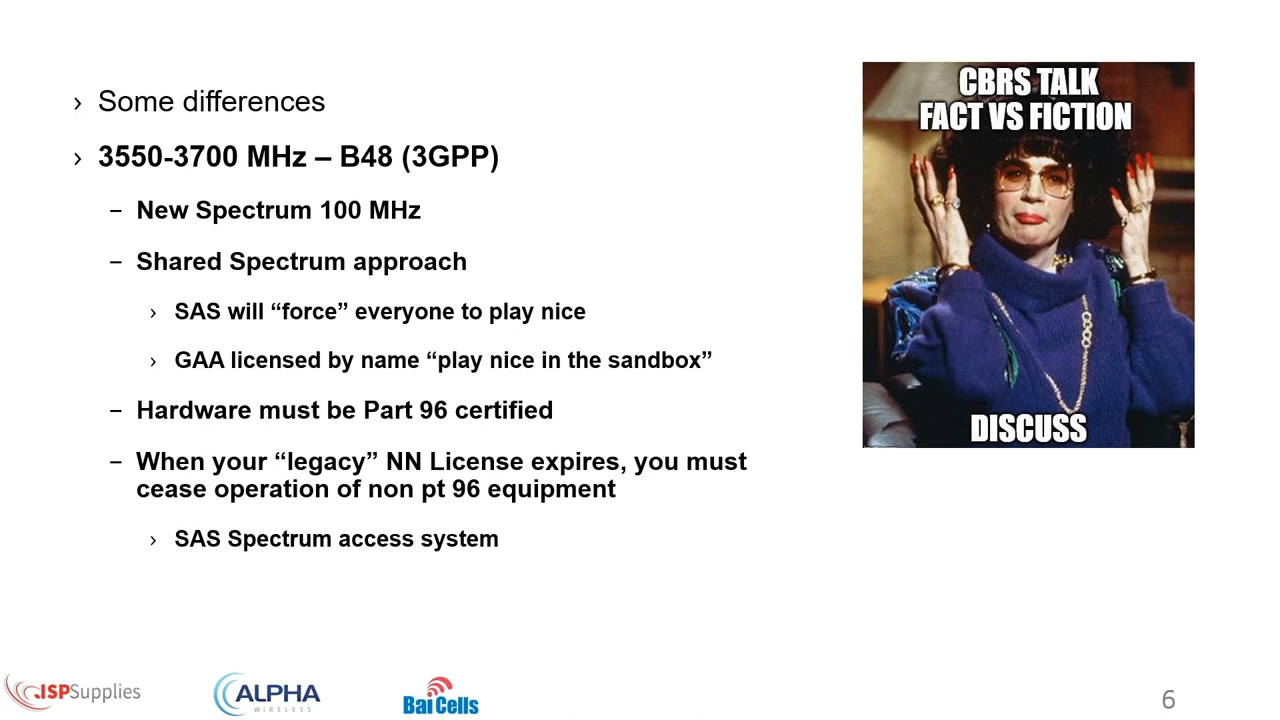 › Some differences
› 3550-3700 MHz – B48 (3GPP)
– New Spectrum 100 MHz
– Shared Spectrum approach
› SAS will “force” everyone to play nice
› GAA licensed by name “play nice in the sandbox”
– Hardware must be Part 96 certified
– When your “legacy” NN License expires, you must
cease operation of non pt 96 equipment
› SAS Spectrum access system
CBRS TALK
FACT VS FICTION
DISCUSS
ISPSupplies
ALPHA
WIRELESS
BaiCells
6